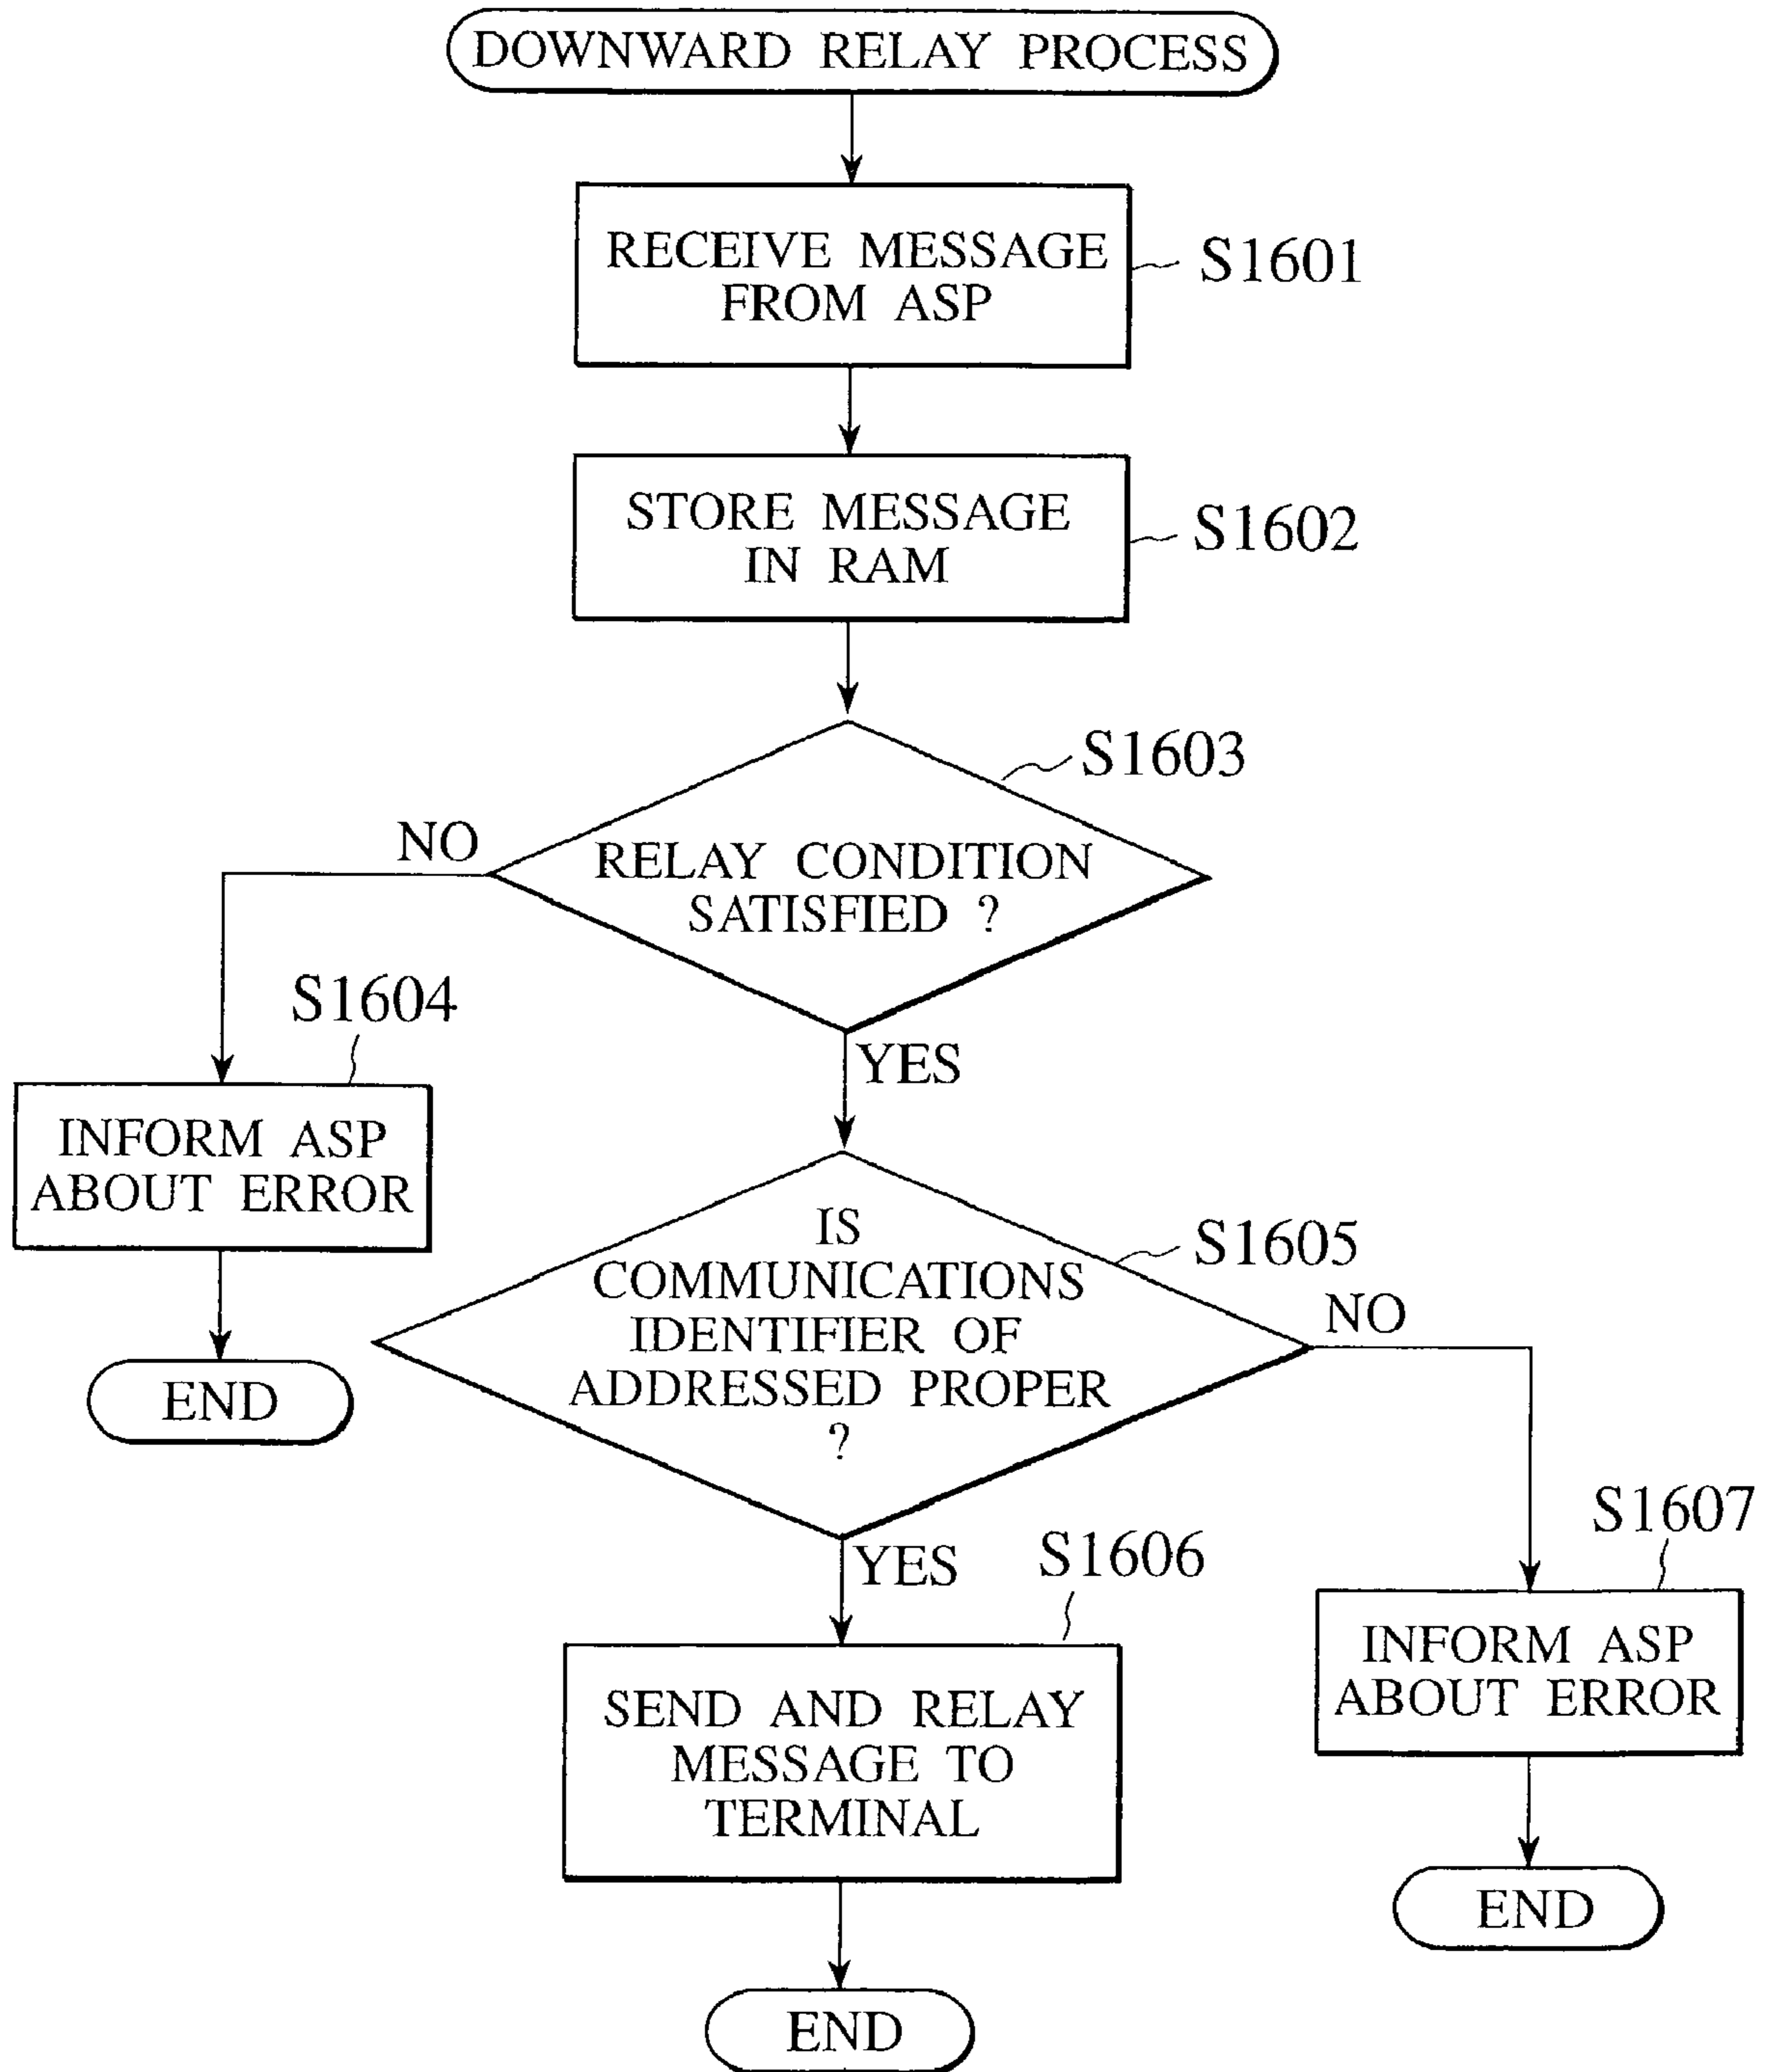 DOWNWARD RELAY PROCESS
RECEIVE MESSAGE
FROM ASP
S1601
STORE MESSAGE
IN RAM
S1602
S1603
NO
RELAY CONDITION
SATISFIED ?
S1604
YES
INFORM ASP
ABOUT ERROR
END
IS
COMMUNICATIONS
IDENTIFIER OF
ADDRESSED PROPER
?
S1605
NO
YES
S1606
S1607
SEND AND RELAY
MESSAGE TO
TERMINAL
INFORM ASP
ABOUT ERROR
END
END